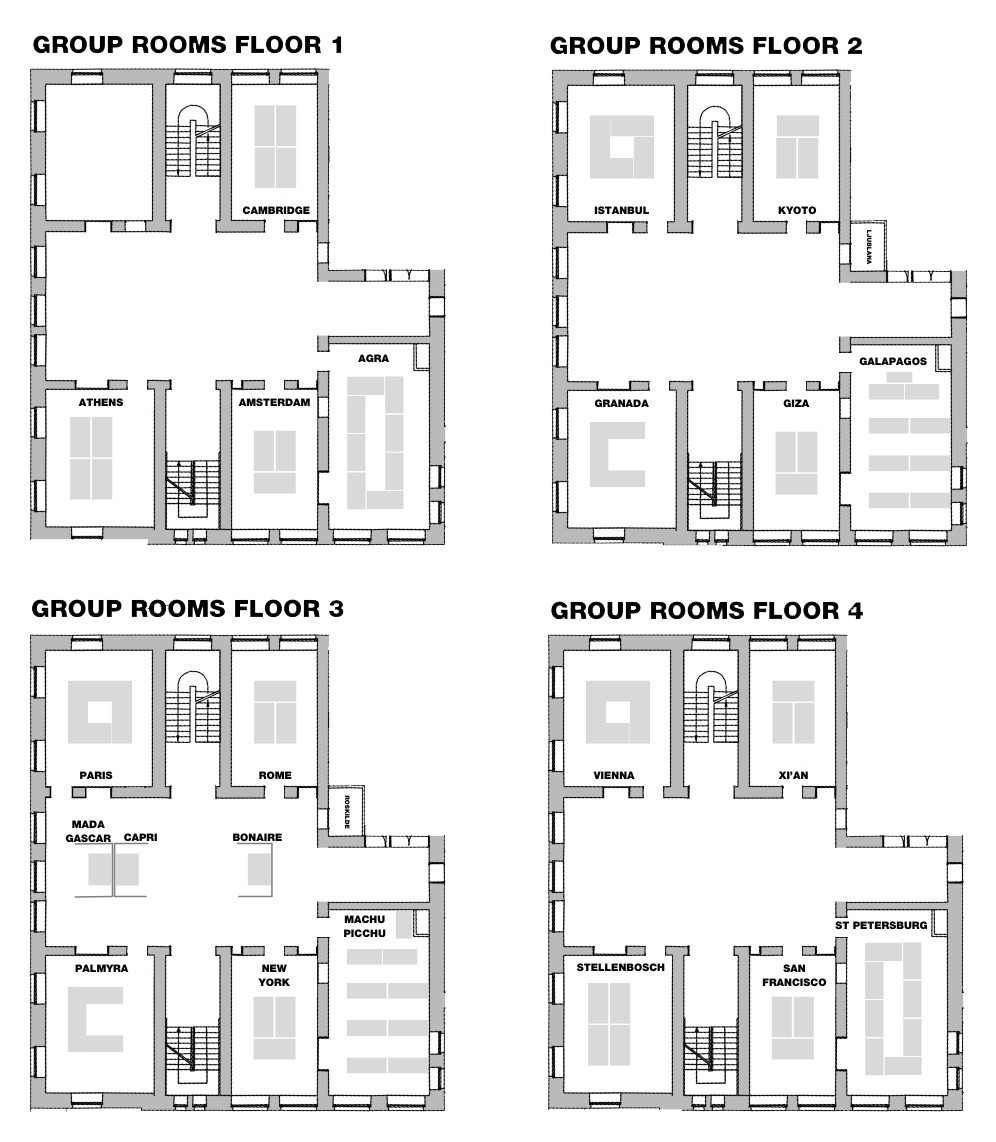 GROUP ROOMS FLOOR 1
CAMBRIDGE
AGRA
ATHENS
AMSTERDAM
GROUP ROOMS FLOOR 2
ISTANBUL
KYOTO
LJUBLANA
GALAPAGOS
GRANADA
GIZA
GROUP ROOMS FLOOR 3
PARIS
ROME
ROSKILDE
MADA
GASCAR
CAPRI
BONAIRE
MACHU
PICCHU
PALMYRA
NEW
YORK
GROUP ROOMS FLOOR 4
VIENNA
XI'AN
ST PETERSBURG
STELLENBOSCH
SAN
FRANCISCO